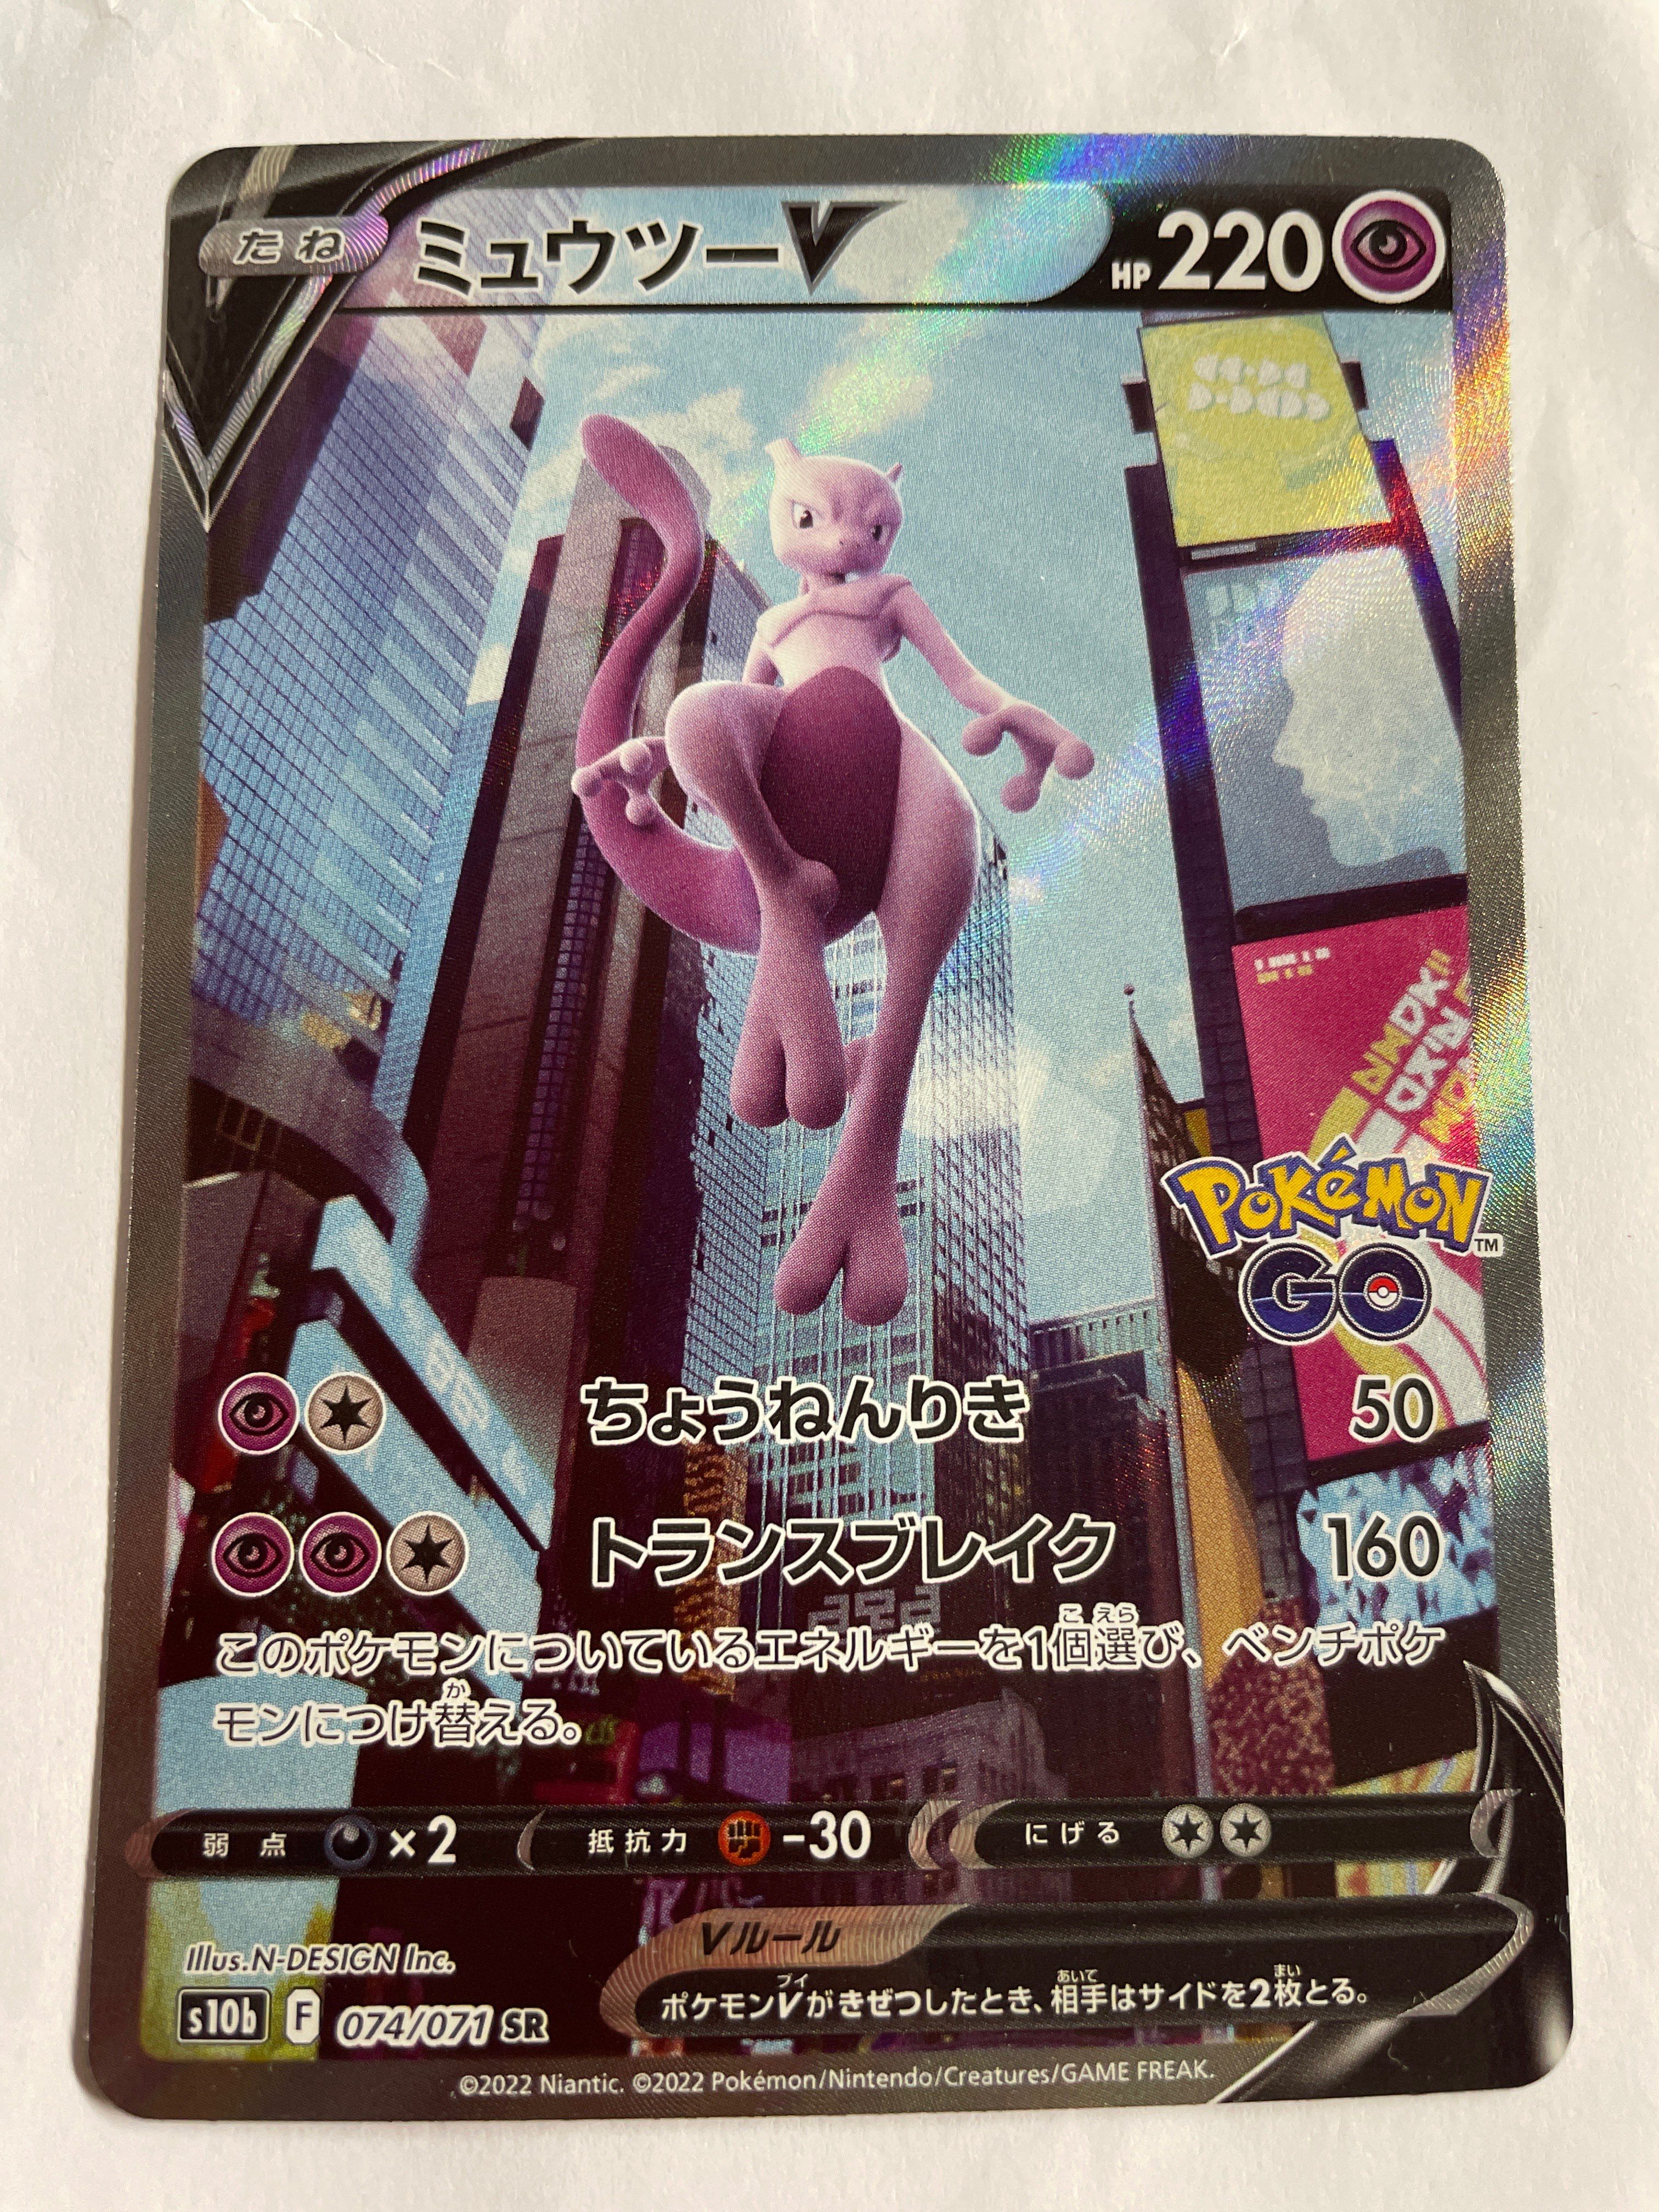 たね ミュウツーV HP 220
POKéMON™
GO
ちょうねんりき 50
トランスブレイク 160
このポケモンについているエネルギーを1個選び、ベンチポケ
モンにつけ替える。
弱点 ×2 抵抗力 -30 にげる
Vルール
ポケモンVがきぜつしたとき、相手はサイドを2枚とる。
Illus.N-DESIGN Inc.
s10b F 074/071 SR
©2022 Niantic. ©2022 Pokémon/Nintendo/Creatures/GAME FREAK.